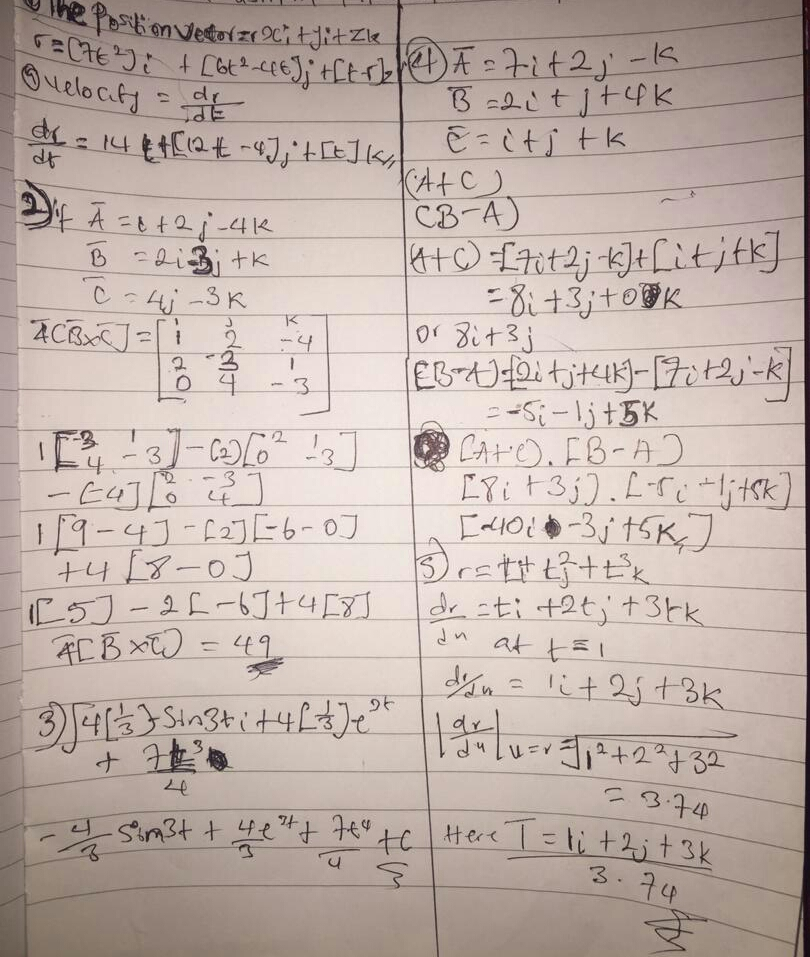 ① The Position Vector r xi + yj + zk
r = [7t²]i + [6t² - 4t]j + [t-5]k
⑤ Velocity = dr/dt
dr/dt = 14 t + [12t - 4]j + [t] k
2) if A̅ = i + 2j - 4k
B̅ = 2i - 3j + k
C̅ = 4j - 3k
A̅[B̅xC̅] = [i j k
1 2 -4
2 -3 1
0 4 -3]
1[-3 1 - (2)[2 1
4 -3] 0 -3]
- [-4][2 -3
0 4]
1[9 - 4] - [2][-6 - 0]
+4 [8 - 0]
1[5] - 2[-6] + 4[8]
A̅[B̅ x C̅] = 49
3) ∫4[1/3] - Sin3t i + 4[1/3] - e
+ 7t³
4
- 4/3 Sin3t + 4e/3 + 7t⁴/4 + c
4) A̅ = 7i + 2j - k
B̅ = 2i + j + 4k
C̅ = i + j + k
(A+C)
(B-A)
(A+C) = [7i + 2j - k] + [i + j + k]
= 8i + 3j + 0k
or 8i + 3j
[B-A] = [2i + j + 4k] - [7i + 2j - k]
= -5i - 1j + 5k
[A+C] . [B-A]
[8i + 3j] . [-5i - 1j + 5k]
[-40i - 3j + 5k]
5) r = ti + t²j + t³k
dr/du = ti + 2tj + 3tk
at t = 1
dr/du = 1i + 2j + 3k
|dr/du| u=r = √1² + 2² + 32
= 3.74
Here T = 1i + 2j + 3k
3.74